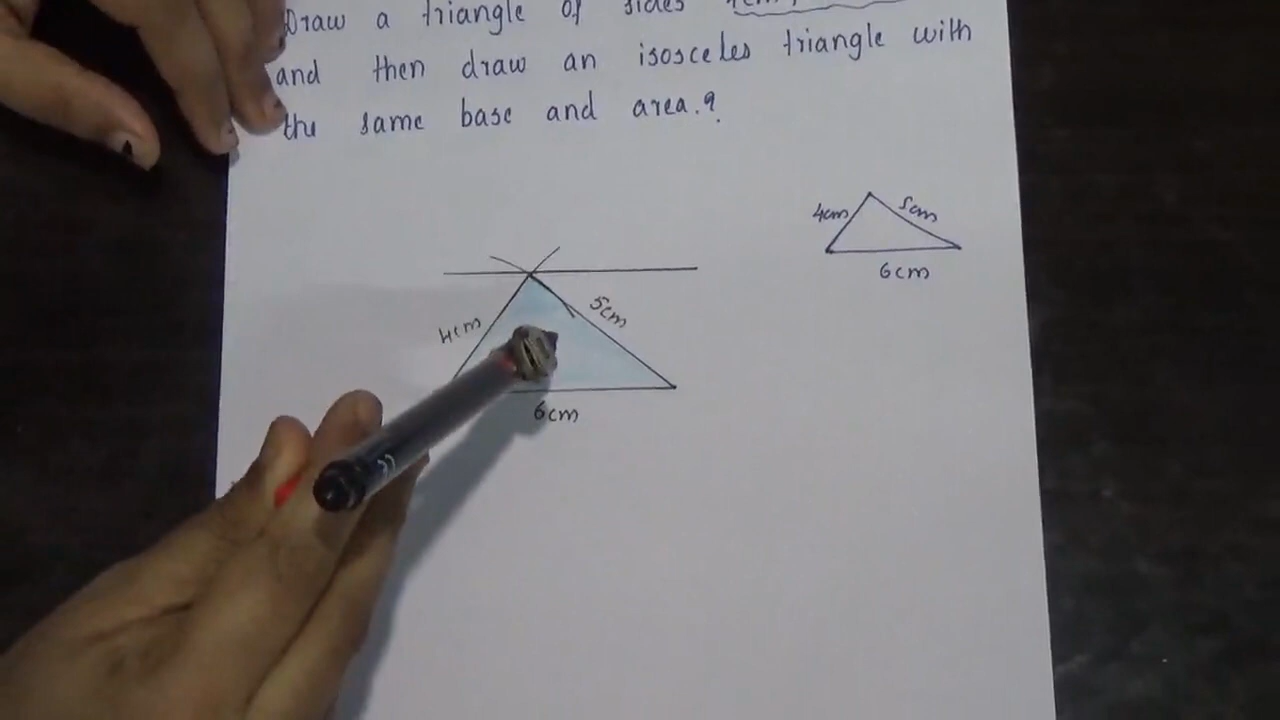 Draw a triangle of sides
and then draw an isosceles triangle with
the same base and area.?
4cm
5cm
6cm
4cm
5cm
6cm